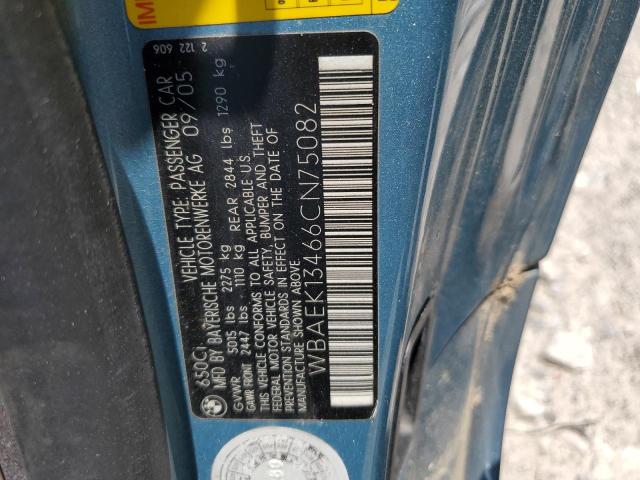 650Ci
VEHICLE TYPE: PASSENGER CAR
MFD BY BAYERISCHE MOTORENWERKE AG 09/05
GVWR 5015 lbs 2275 kg
GAWR FRONT 2447 lbs 1110 kg REAR 2844 lbs 1290 kg
THIS VEHICLE CONFORMS TO ALL APPLICABLE U.S.
FEDERAL MOTOR VEHICLE SAFETY, BUMPER AND THEFT
PREVENTION STANDARDS IN EFFECT ON THE DATE OF
MANUFACTURE SHOWN ABOVE.
WBAEK13466CN75082
2 122 606
IM